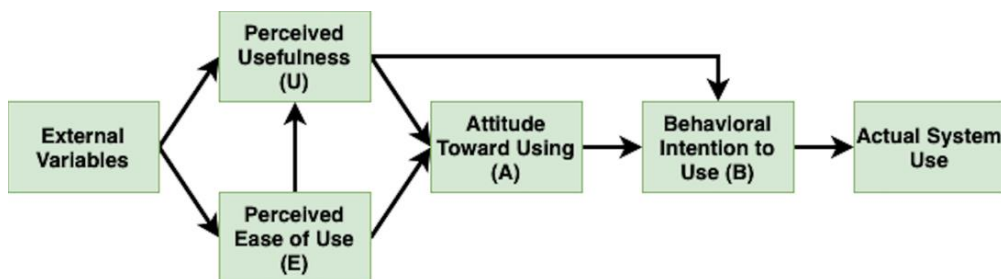 External
Variables
Perceived
Usefulness
(U)
Perceived
Ease of Use
(E)
Attitude
Toward Using
(A)
Behavioral
Intention to
Use (B)
Actual System
Use